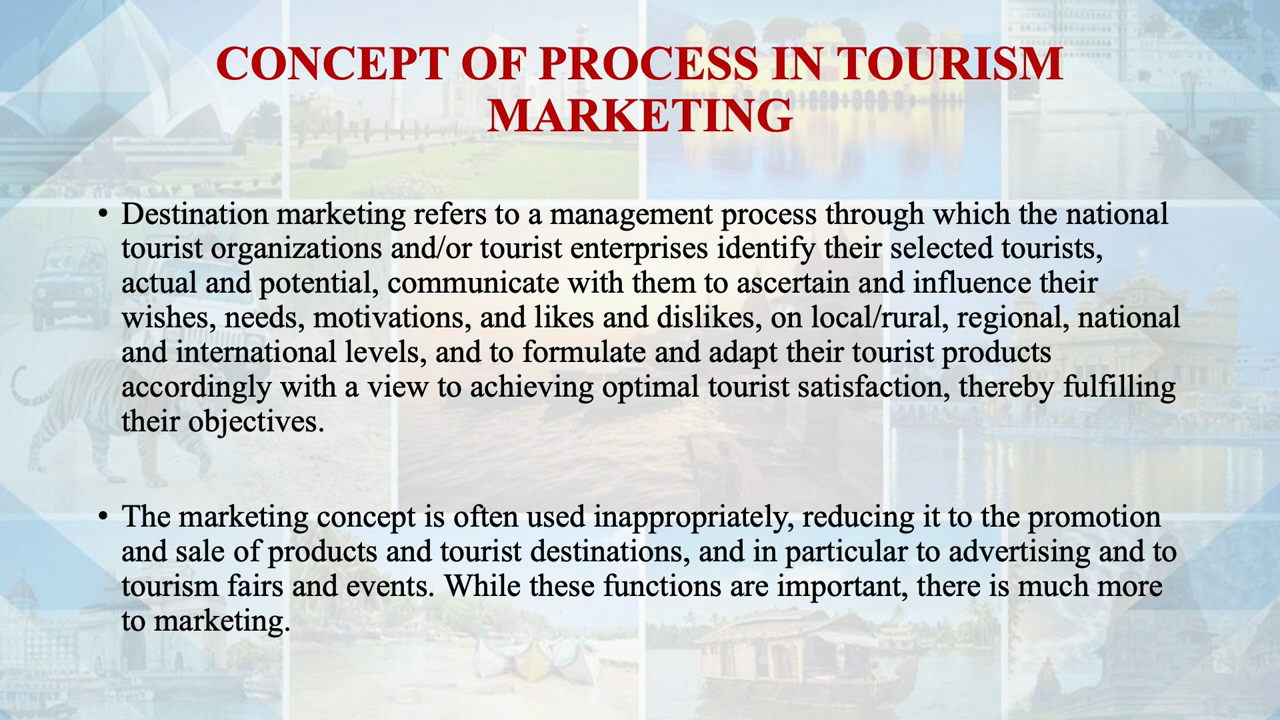 CONCEPT OF PROCESS IN TOURISM
MARKETING
• Destination marketing refers to a management process through which the national
tourist organizations and/or tourist enterprises identify their selected tourists,
actual and potential, communicate with them to ascertain and influence their
wishes, needs, motivations, and likes and dislikes, on local/rural, regional, national
and international levels, and to formulate and adapt their tourist products
accordingly with a view to achieving optimal tourist satisfaction, thereby fulfilling
their objectives.
• The marketing concept is often used inappropriately, reducing it to the promotion
and sale of products and tourist destinations, and in particular to advertising and to
tourism fairs and events. While these functions are important, there is much more
to marketing.